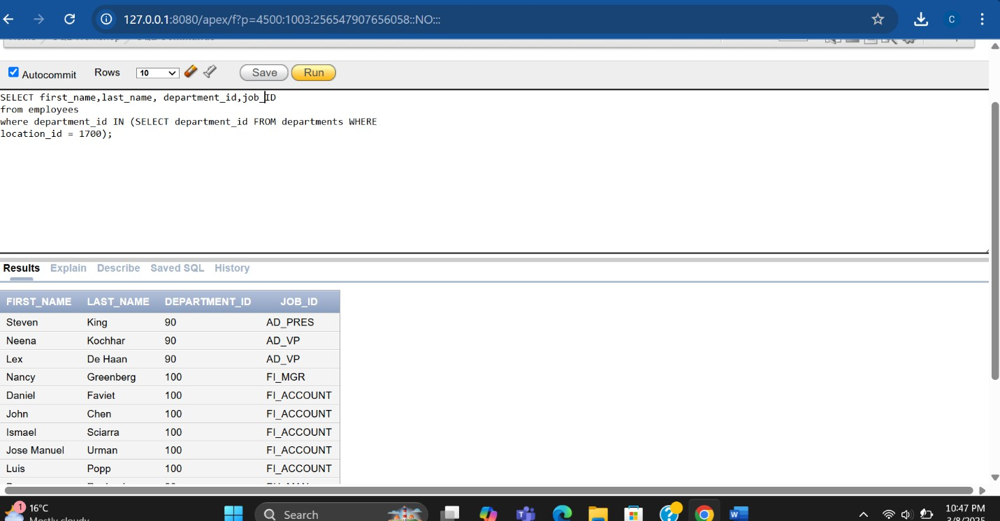 127.0.0.1:8080/apex/f?p=4500:1003:256547907656058::NO:::
C
Autocommit Rows 10 Save Run
SELECT first_name,last_name, department_id,job_ID
from employees
where department_id IN (SELECT department_id FROM departments WHERE
location_id = 1700);
Results Explain Describe Saved SQL History
FIRST_NAME LAST_NAME DEPARTMENT_ID JOB_ID
Steven King 90 AD_PRES
Neena Kochhar 90 AD_VP
Lex De Haan 90 AD_VP
Nancy Greenberg 100 FI_MGR
Daniel Faviet 100 FI_ACCOUNT
John Chen 100 FI_ACCOUNT
Ismael Sciarra 100 FI_ACCOUNT
Jose Manuel Urman 100 FI_ACCOUNT
Luis Popp 100 FI_ACCOUNT
1 16°C
Mostly cloudy
Search
10:47 PM
3/8/2025